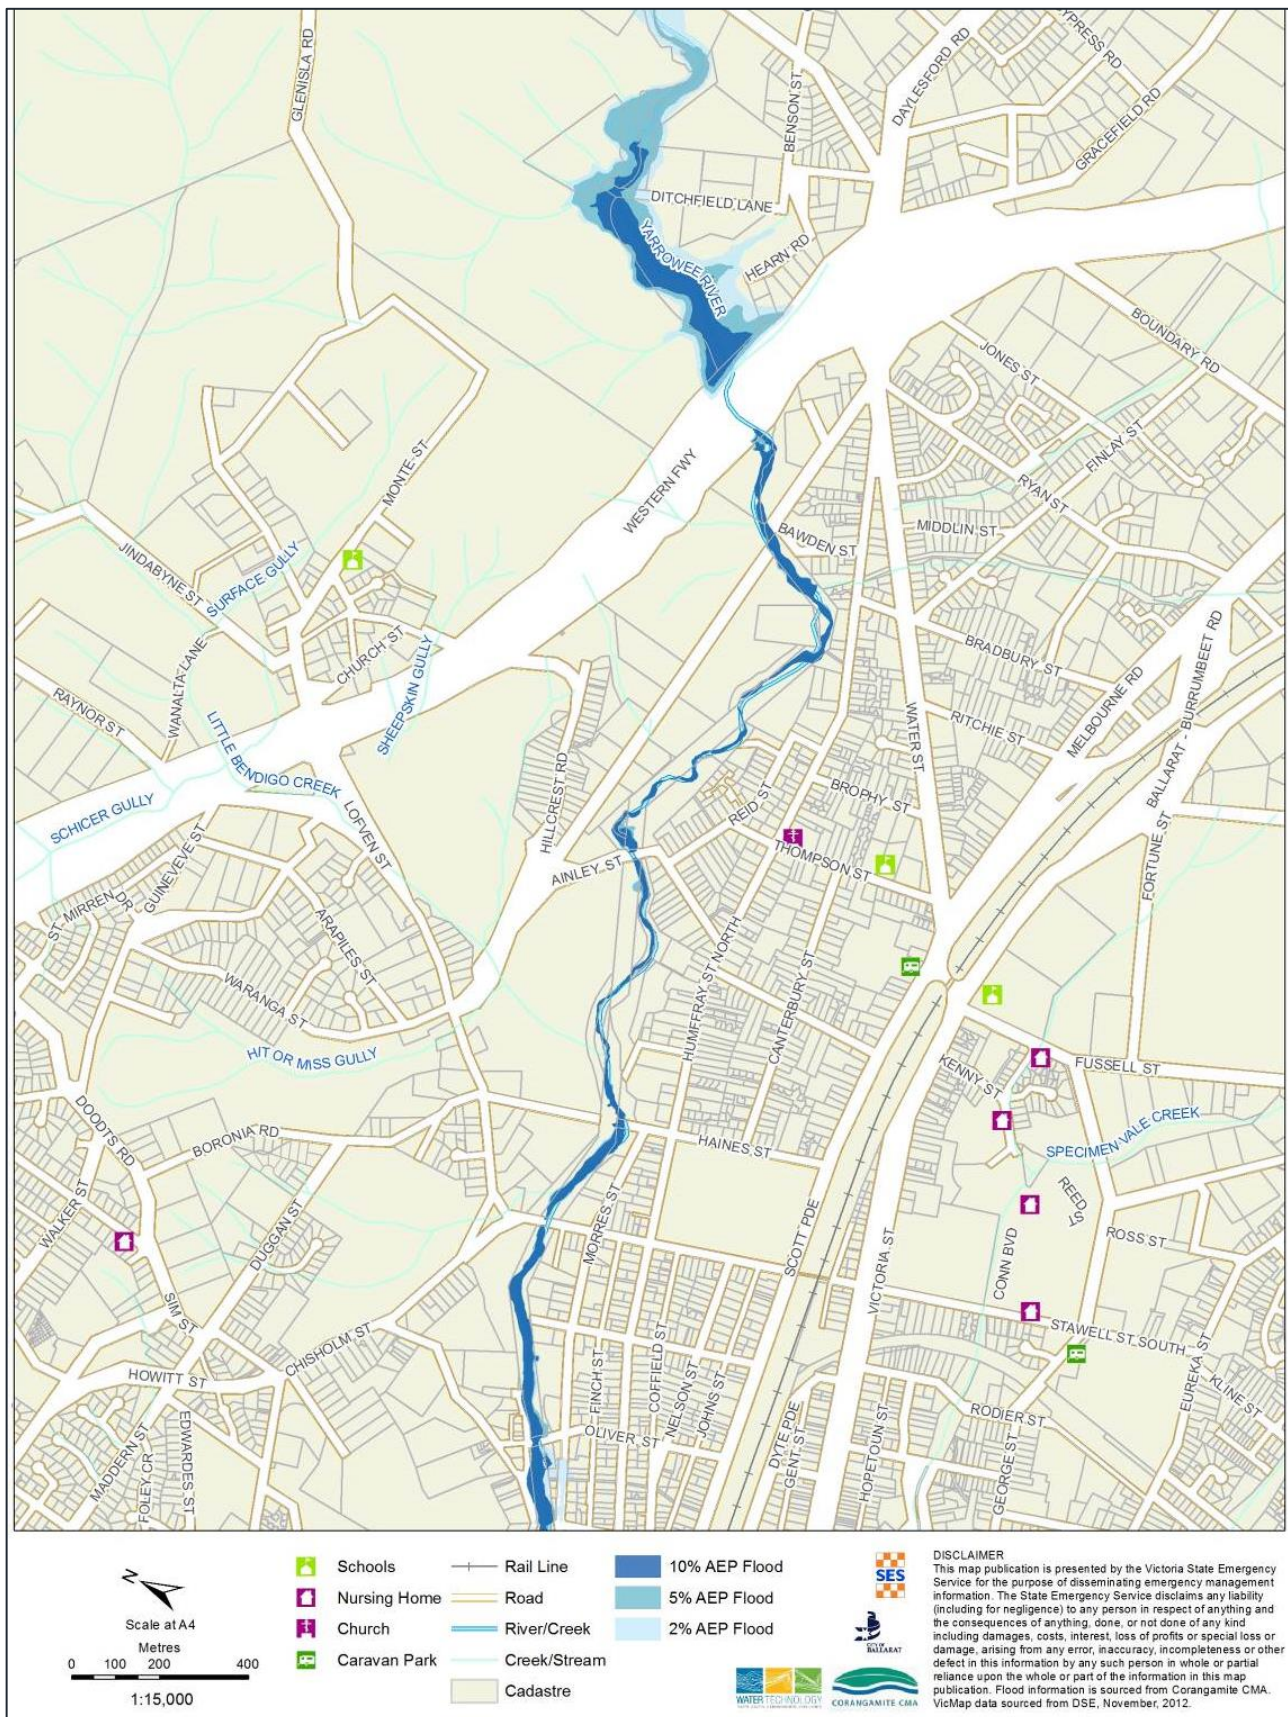 GLENISLA RD
CYPRESS RD
DAYLESFORD RD
BENSON ST
GRACEFIELD RD
DITCHFIELD LANE
YARROWEE RIVER
HEARN RD
BOUNDARY RD
JONES ST
FINLAY ST
MONTE ST
WESTERN FWY
RYAN ST
MIDDLIN ST
BAWDEN ST
JINDABYNE ST
SURFACE GULLY
CHURCH ST
WANALTA LANE
SHEEPSKIN GULLY
BRADBURY ST
MELBOURNE RD
BALLARAT - BURRUMBEET RD
RAYNOR ST
LITTLE BENDIGO CREEK
WATER ST
RITCHIE ST
SCHICER GULLY
LOFVEN ST
HILLCREST RD
REID ST
BROPHY ST
THOMPSON ST
FORTUNE ST
AINLEY ST
GUINEVEVE ST
ST MIRREN DR
ARAPILES ST
WARANGA ST
HUMFFRAY ST NORTH
CANTERBURY ST
HIT OR MISS GULLY
KENNY ST
FUSSELL ST
DOODTS RD
BORONIA RD
HAINES ST
SPECIMEN VALE CREEK
WALKER ST
DUGGAN ST
MORRES ST
SCOTT PDE
VICTORIA ST
CONN BVD
REED ST
ROSS ST
SIM ST
CHISHOLM ST
STAWELL ST SOUTH
HOWITT ST
FINCH ST
COFFIELD ST
NELSON ST
JOHNS ST
EUREKA ST
KLINE ST
RODIER ST
OLIVER ST
MADDERN ST
FOLEY CR
EDWARDES ST
DYTE PDE
GENT ST
HOPETOUN ST
GEORGE ST
N
Scale at A4
Metres
0 100 200 400
1:15,000
Schools
Nursing Home
Church
Caravan Park
Rail Line
Road
River/Creek
Creek/Stream
Cadastre
10% AEP Flood
5% AEP Flood
2% AEP Flood
SES
CITY OF
BALLARAT
WATER TECHNOLOGY
CORANGAMITE CMA
DISCLAIMER
This map publication is presented by the Victoria State Emergency
Service for the purpose of disseminating emergency management
information. The State Emergency Service disclaims any liability
(including for negligence) to any person in respect of anything and
the consequences of anything, done, or not done of any kind
including damages, costs, interest, loss of profits or special loss or
damage, arising from any error, inaccuracy, incompleteness or other
defect in this information by any such person in whole or partial
reliance upon the whole or part of the information in this map
publication. Flood information is sourced from Corangamite CMA.
VicMap data sourced from DSE, November, 2012.